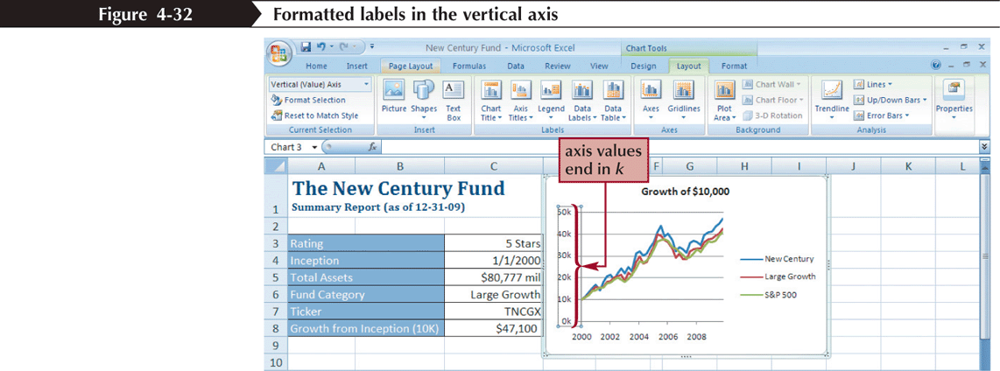 Figure 4-32 Formatted labels in the vertical axis
New Century Fund - Microsoft Excel Chart Tools
Home Insert Page Layout Formulas Data Review View Design Layout Format
Vertical (Value) Axis
Format Selection
Reset to Match Style
Current Selection
Picture Shapes Text Box
Insert
Chart Title Axis Titles Legend Data Labels Data Table
Labels
Axes Gridlines
Axes
Plot Area
Chart Wall
Chart Floor
3-D Rotation
Background
Trendline
Lines
Up/Down Bars
Error Bars
Analysis
Properties
Chart 3 fx
axis values
end in k
A B C F G H I J K L
1 The New Century Fund
Summary Report (as of 12-31-09)
2
3 Rating 5 Stars
4 Inception 1/1/2000
5 Total Assets $80,777 mil
6 Fund Category Large Growth
7 Ticker TNCGX
8 Growth from Inception (10K) $47,100
9
10
Growth of $10,000
50k
40k
30k
20k
10k
0k
2000 2002 2004 2006 2008
New Century
Large Growth
S&P 500